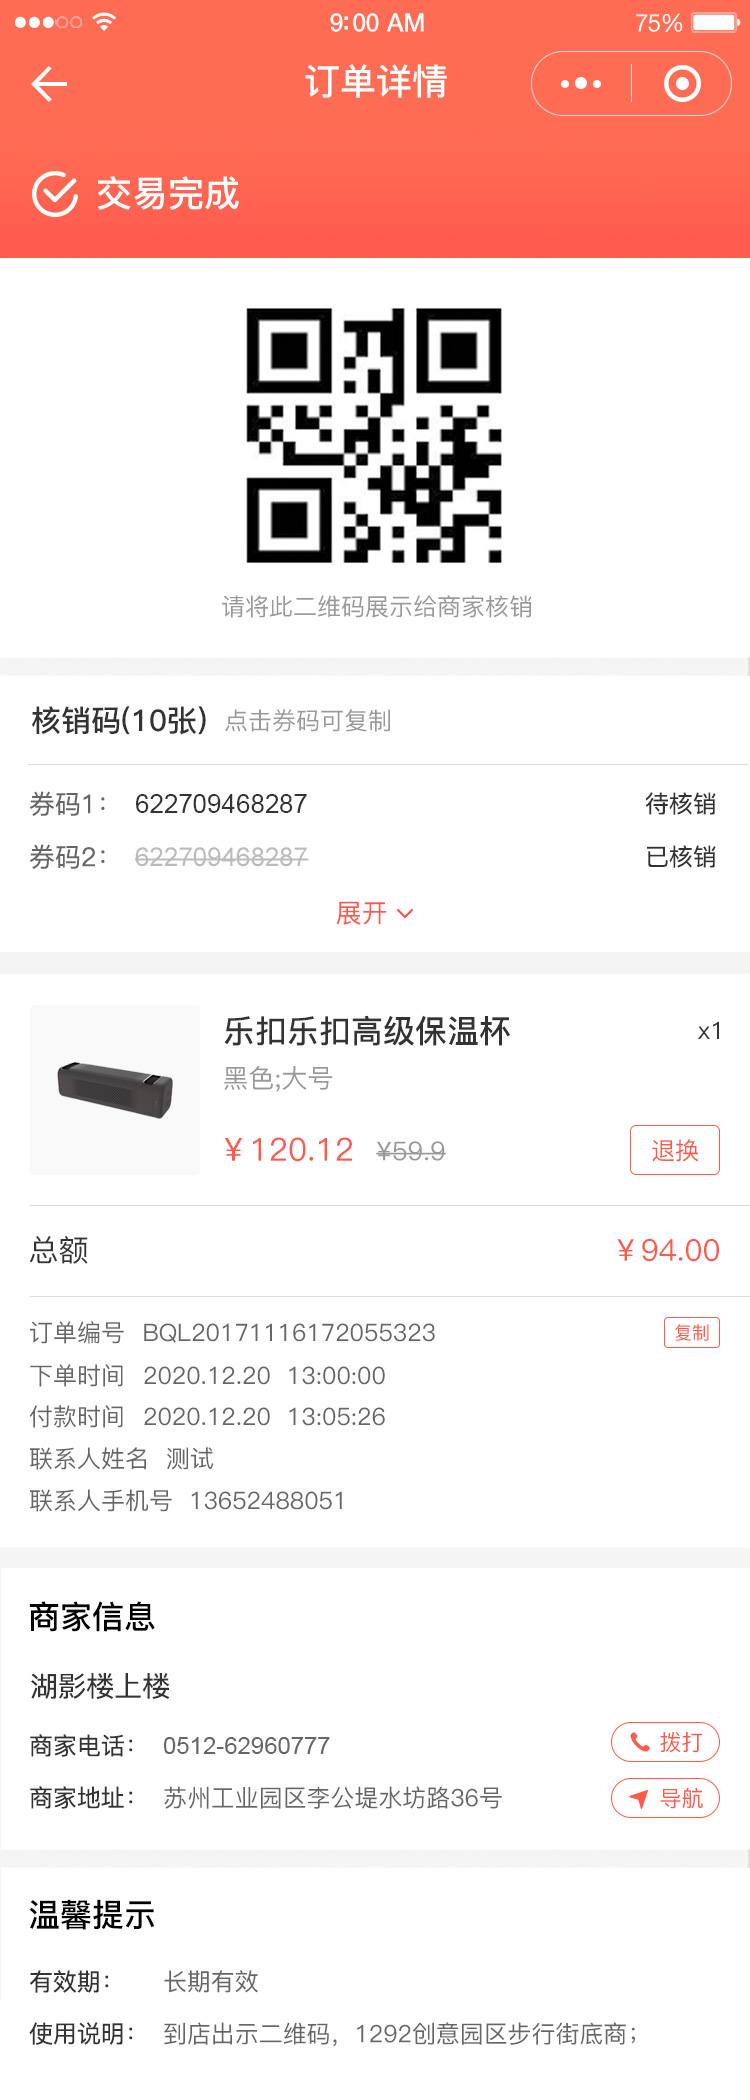 9:00 AM
75%
订单详情
交易完成
请将此二维码展示给商家核销
核销码(10张) 点击券码可复制
券码1： 622709468287 待核销
券码2： 622709468287 已核销
展开
乐扣乐扣高级保温杯 x1
黑色;大号
¥ 120.12 ¥59.9 退换
总额 ¥ 94.00
订单编号 BQL20171116172055323 复制
下单时间 2020.12.20 13:00:00
付款时间 2020.12.20 13:05:26
联系人姓名 测试
联系人手机号 13652488051
商家信息
湖影楼上楼
商家电话： 0512-62960777 拨打
商家地址： 苏州工业园区李公堤水坊路36号 导航
温馨提示
有效期： 长期有效
使用说明： 到店出示二维码，1292创意园区步行街底商；